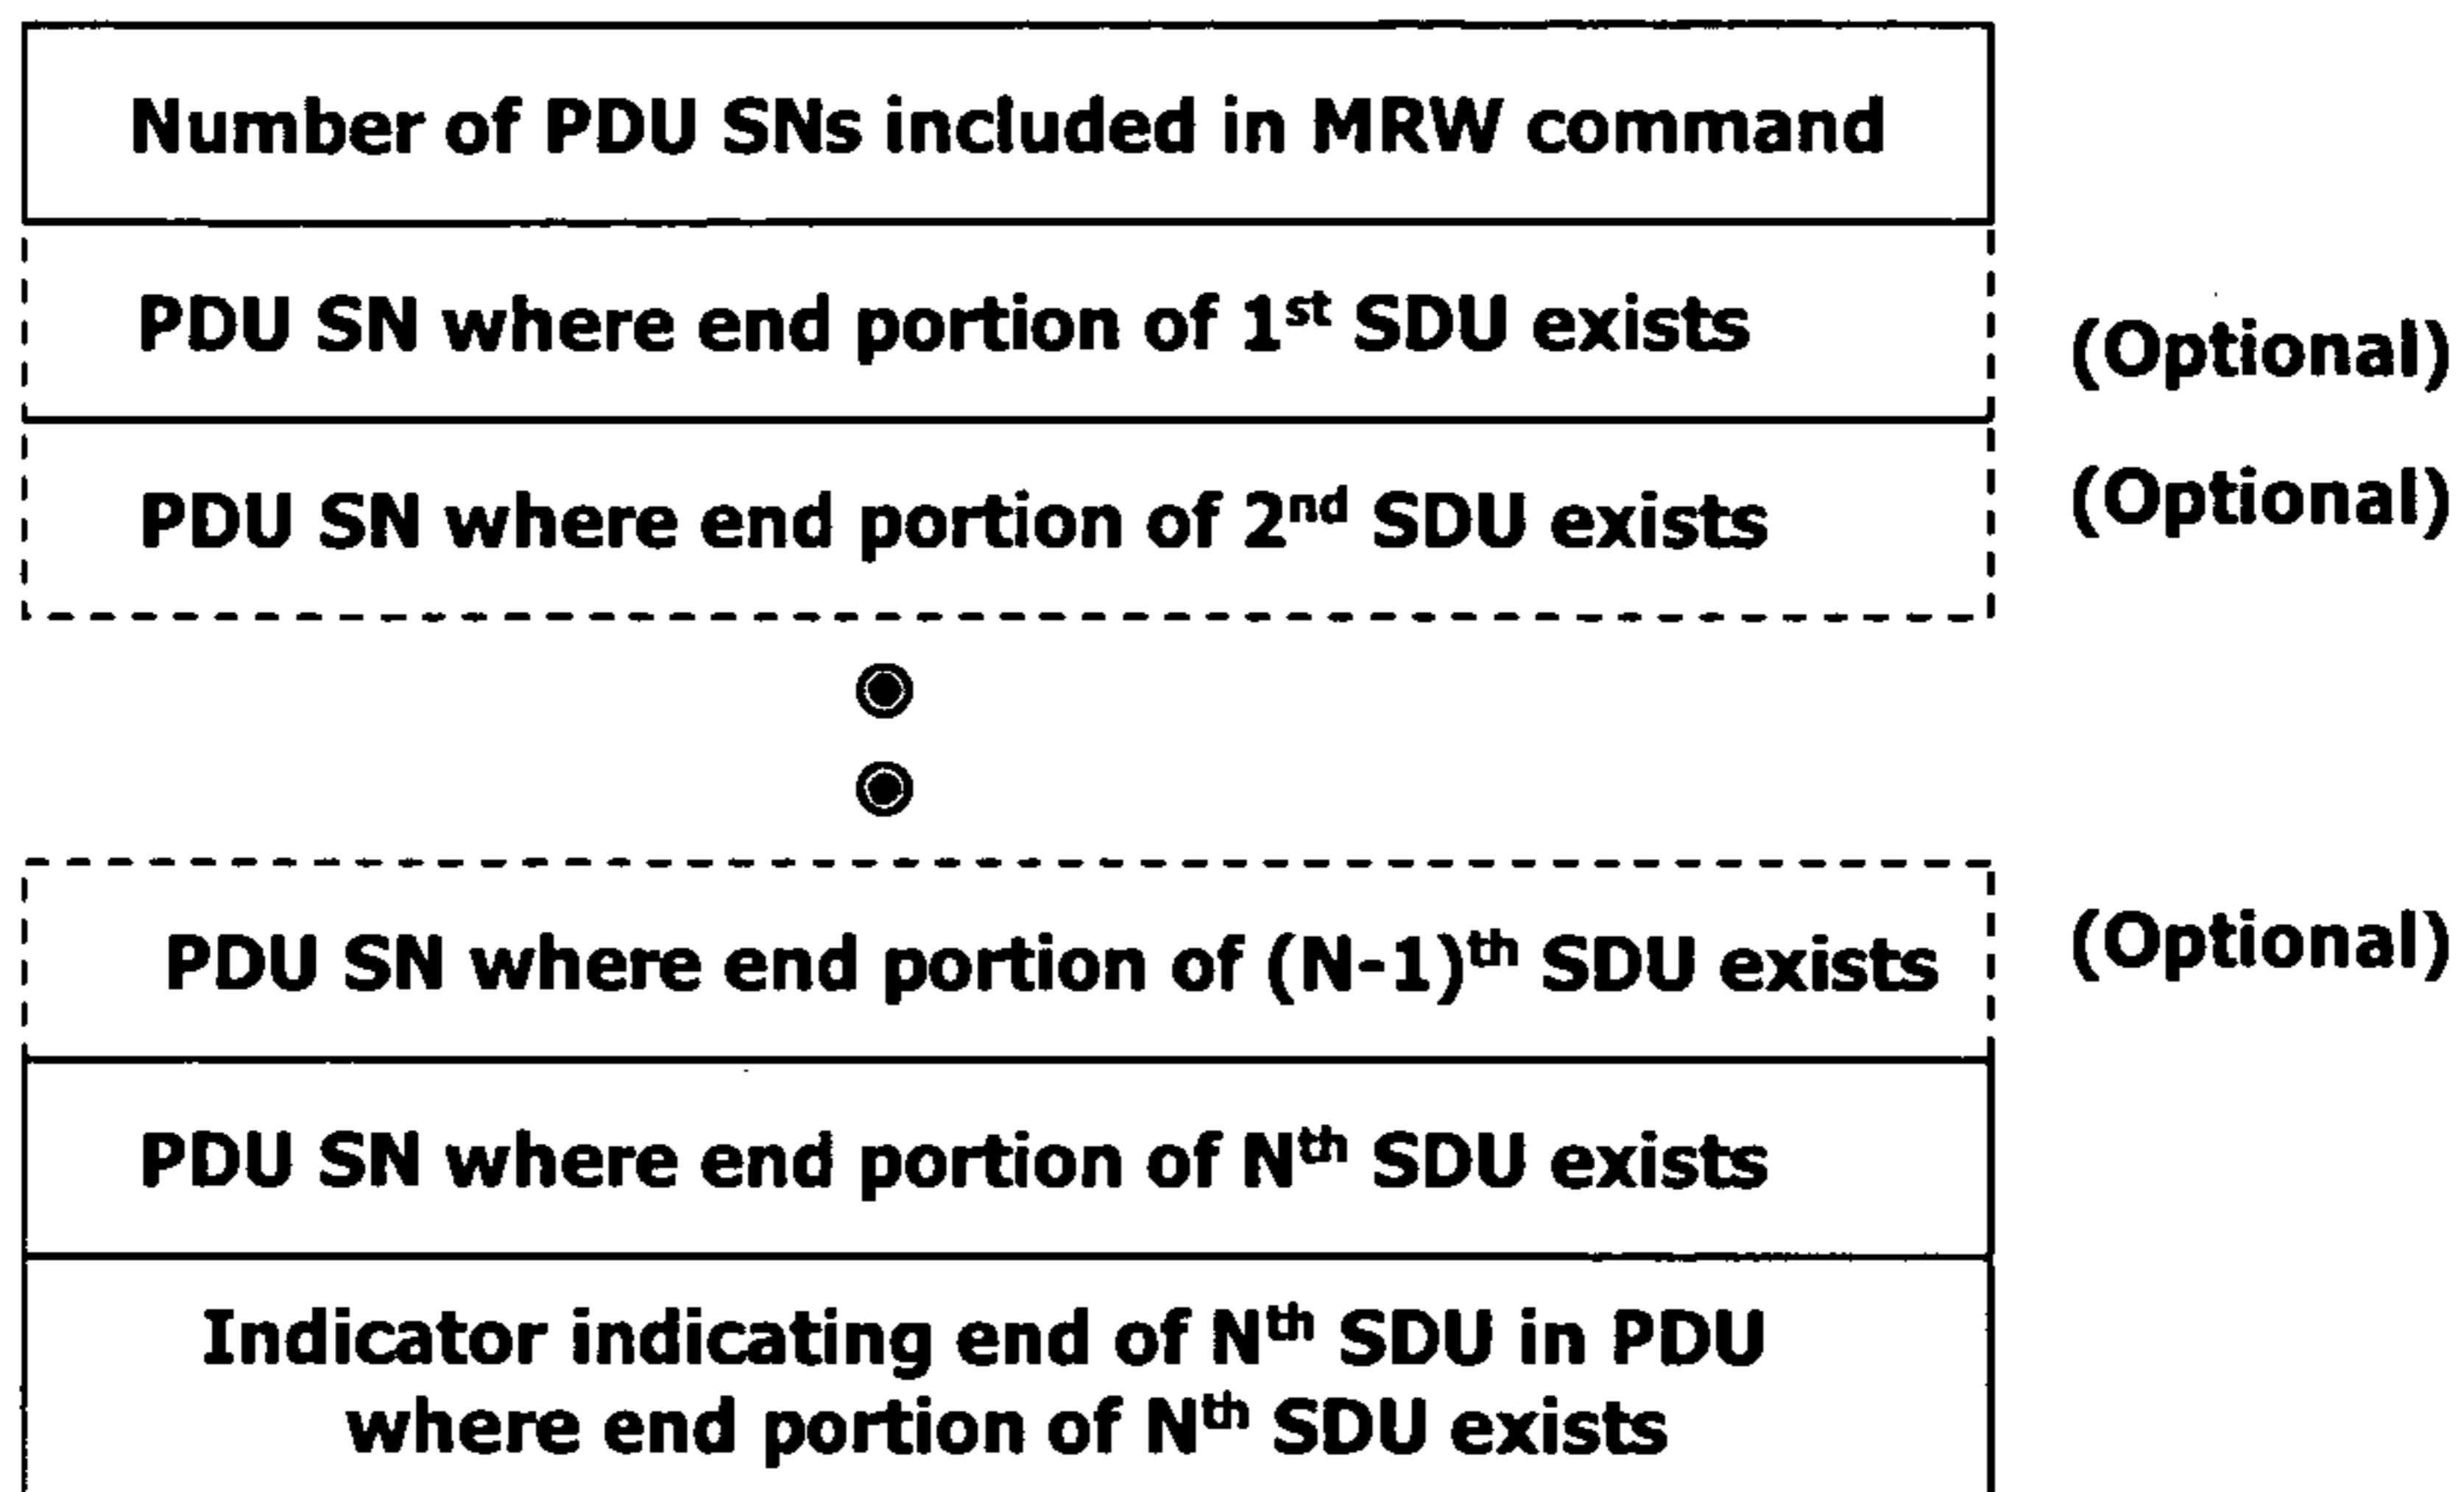 Number of PDU SNs included in MRW command
PDU SN where end portion of 1st SDU exists
(Optional)
PDU SN where end portion of 2nd SDU exists
(Optional)
PDU SN where end portion of (N-1)th SDU exists
(Optional)
PDU SN where end portion of Nth SDU exists
Indicator indicating end of Nth SDU in PDU
where end portion of Nth SDU exists